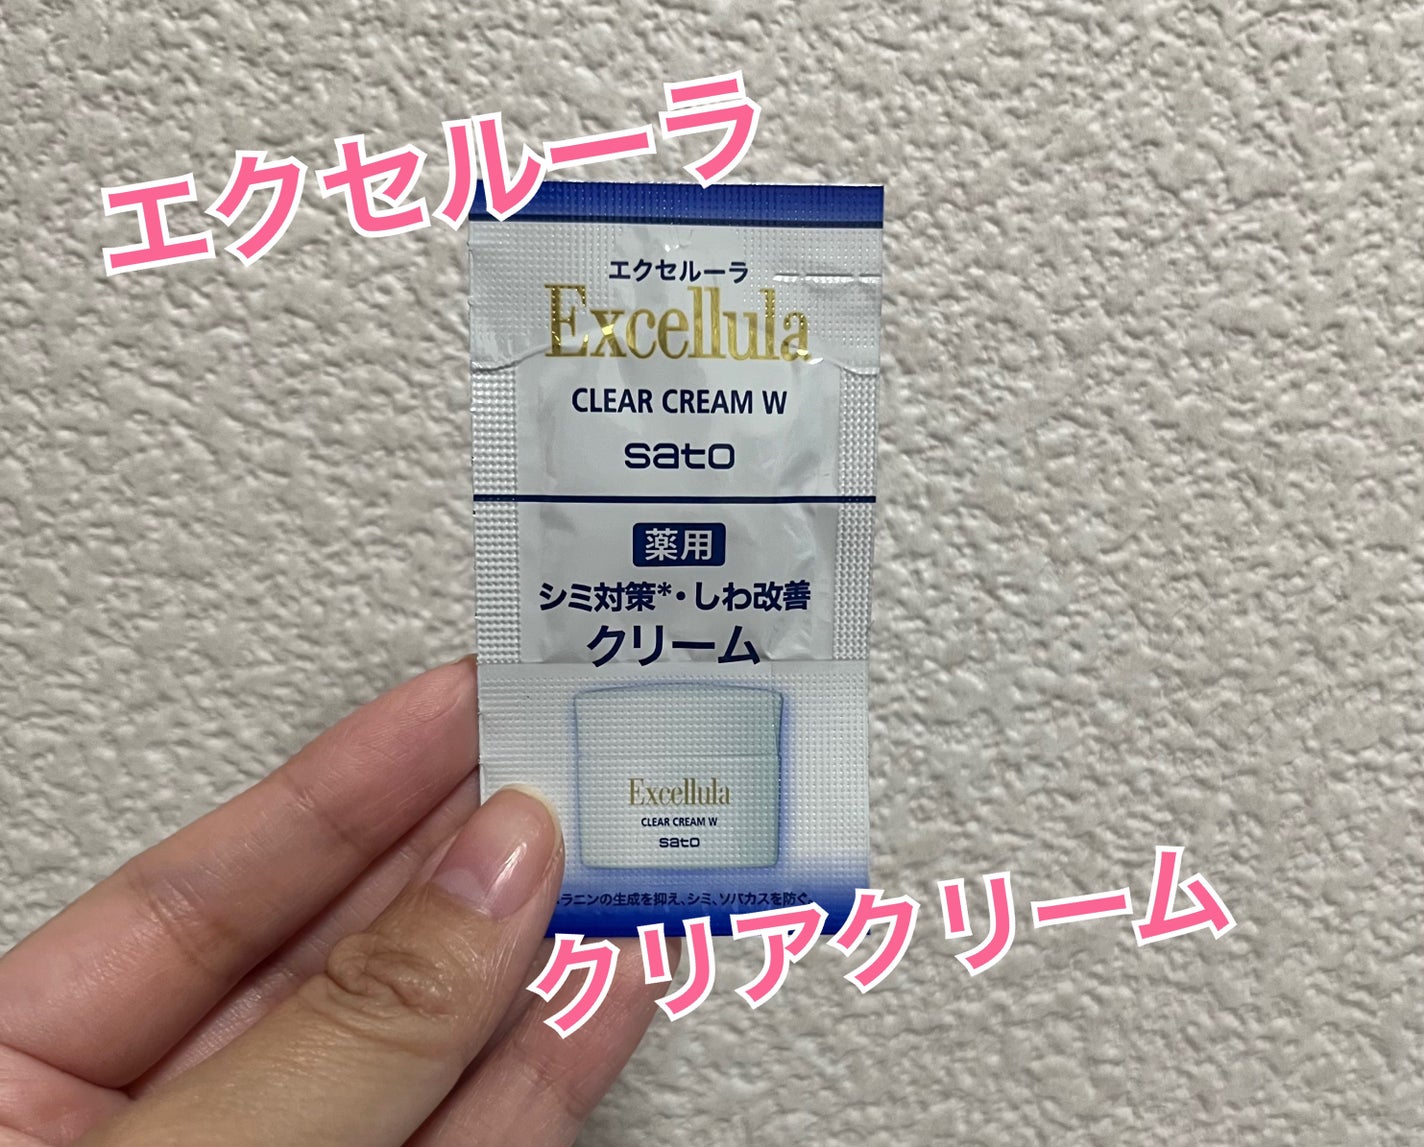 エクセルーラ
エクセルーラ
Excellula
CLEAR CREAM W
sato
薬用
シミ対策*・しわ改善
クリーム
Excellula
CLEAR CREAM W
sato
ラニンの生成を抑え、シミ、ソバカスを防ぐ。
クリアクリーム